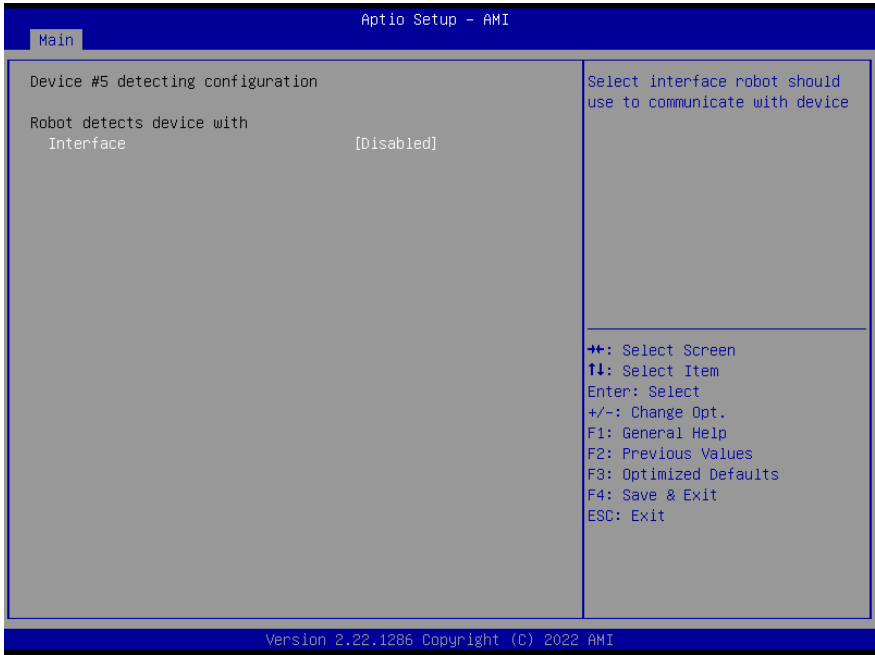 Aptio Setup – AMI
Main
Device #5 detecting configuration
Robot detects device with
Interface [Disabled]
Select interface robot should
use to communicate with device
→←: Select Screen
↑↓: Select Item
Enter: Select
+/-: Change Opt.
F1: General Help
F2: Previous Values
F3: Optimized Defaults
F4: Save & Exit
ESC: Exit
Version 2.22.1286 Copyright (C) 2022 AMI